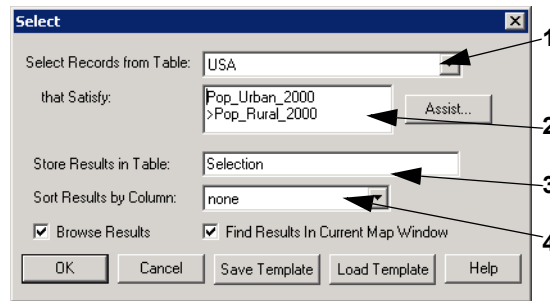 Select
1
Select Records from Table: USA
that Satisfy: Pop_Urban_2000
>Pop_Rural_2000
Assist...
2
Store Results in Table: Selection
3
Sort Results by Column: none
4
Browse Results Find Results In Current Map Window
OK Cancel Save Template Load Template Help